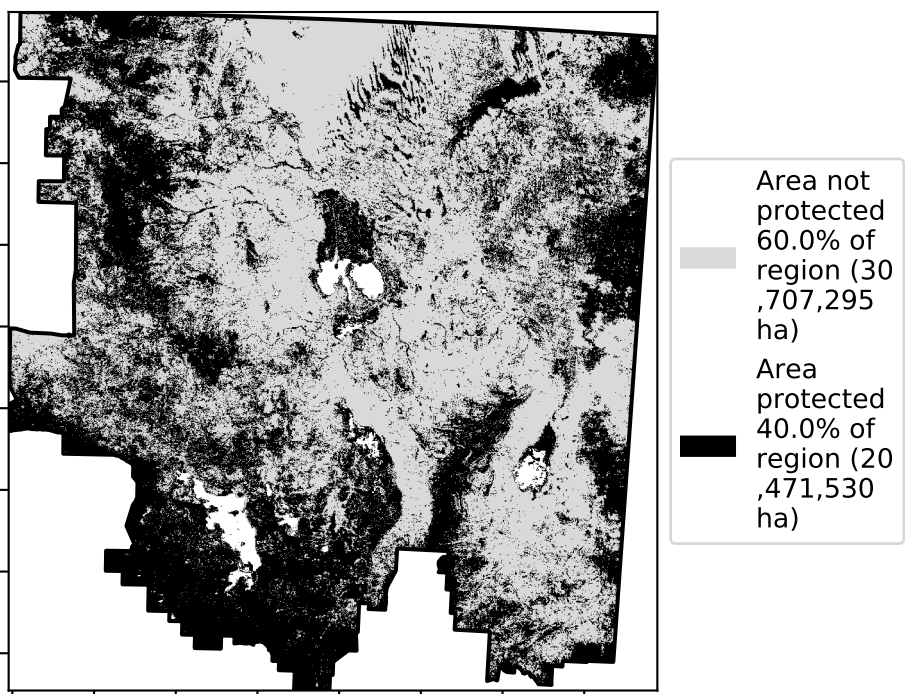 Area not
protected
60.0% of
region (30
,707,295
ha)
Area
protected
40.0% of
region (20
,471,530
ha)